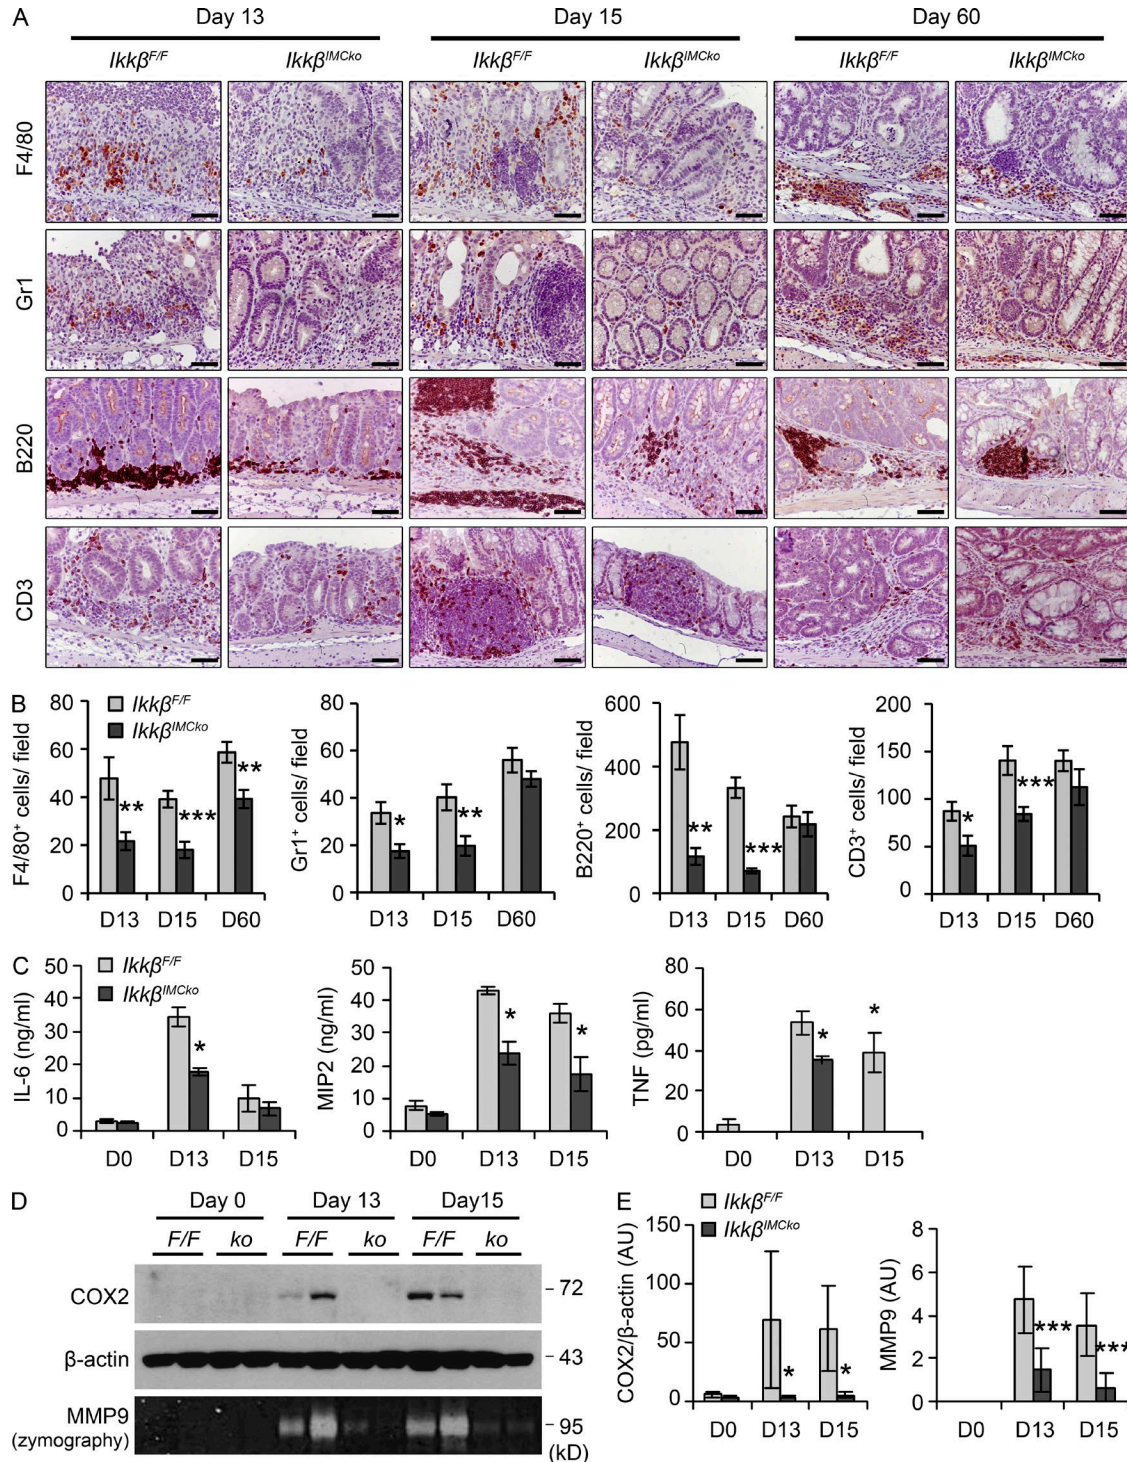 A
Day 13 Day 15 Day 60
Ikkβ^F/F Ikkβ^IMCko Ikkβ^F/F Ikkβ^IMCko Ikkβ^F/F Ikkβ^IMCko
F4/80
Gr1
B220
CD3
B
Ikkβ^F/F
Ikkβ^IMCko
F4/80⁺ cells/ field
80
60
40
20
0
** *** **
D13 D15 D60
Gr1⁺ cells/ field
80
60
40
20
0
* **
D13 D15 D60
B220⁺ cells/ field
600
400
200
0
** ***
D13 D15 D60
CD3⁺ cells/ field
200
150
100
50
0
* ***
D13 D15 D60
C
Ikkβ^F/F
Ikkβ^IMCko
IL-6 (ng/ml)
50
40
30
20
10
0
*
D0 D13 D15
MIP2 (ng/ml)
50
40
30
20
10
0
* *
D0 D13 D15
TNF (pg/ml)
80
60
40
20
0
* *
D0 D13 D15
D
Day 0 Day 13 Day15
F/F ko F/F ko F/F ko
COX2 - 72
β-actin - 43
MMP9 - 95
(zymography) (kD)
E
Ikkβ^F/F
Ikkβ^IMCko
COX2/β-actin (AU)
150
100
50
0
* *
D0 D13 D15
MMP9 (AU)
8
6
4
2
0
*** ***
D0 D13 D15